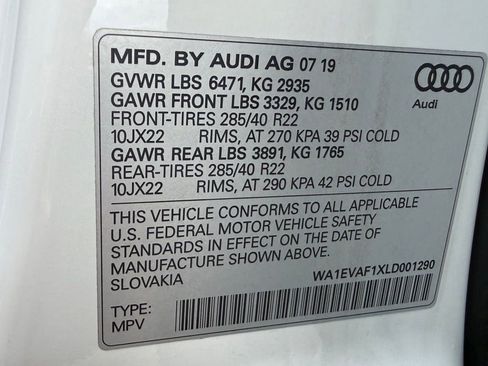 MFD. BY AUDI AG 07 19
GVWR LBS 6471, KG 2935
GAWR FRONT LBS 3329, KG 1510
FRONT-TIRES 285/40 R22
10JX22 RIMS, AT 270 KPA 39 PSI COLD
GAWR REAR LBS 3891, KG 1765
REAR-TIRES 285/40 R22
10JX22 RIMS, AT 290 KPA 42 PSI COLD
Audi
THIS VEHICLE CONFORMS TO ALL APPLICABLE
U.S. FEDERAL MOTOR VEHICLE SAFETY
STANDARDS IN EFFECT ON THE DATE OF
MANUFACTURE SHOWN ABOVE.
SLOVAKIA
WA1EVAF1XLD001290
TYPE:
MPV